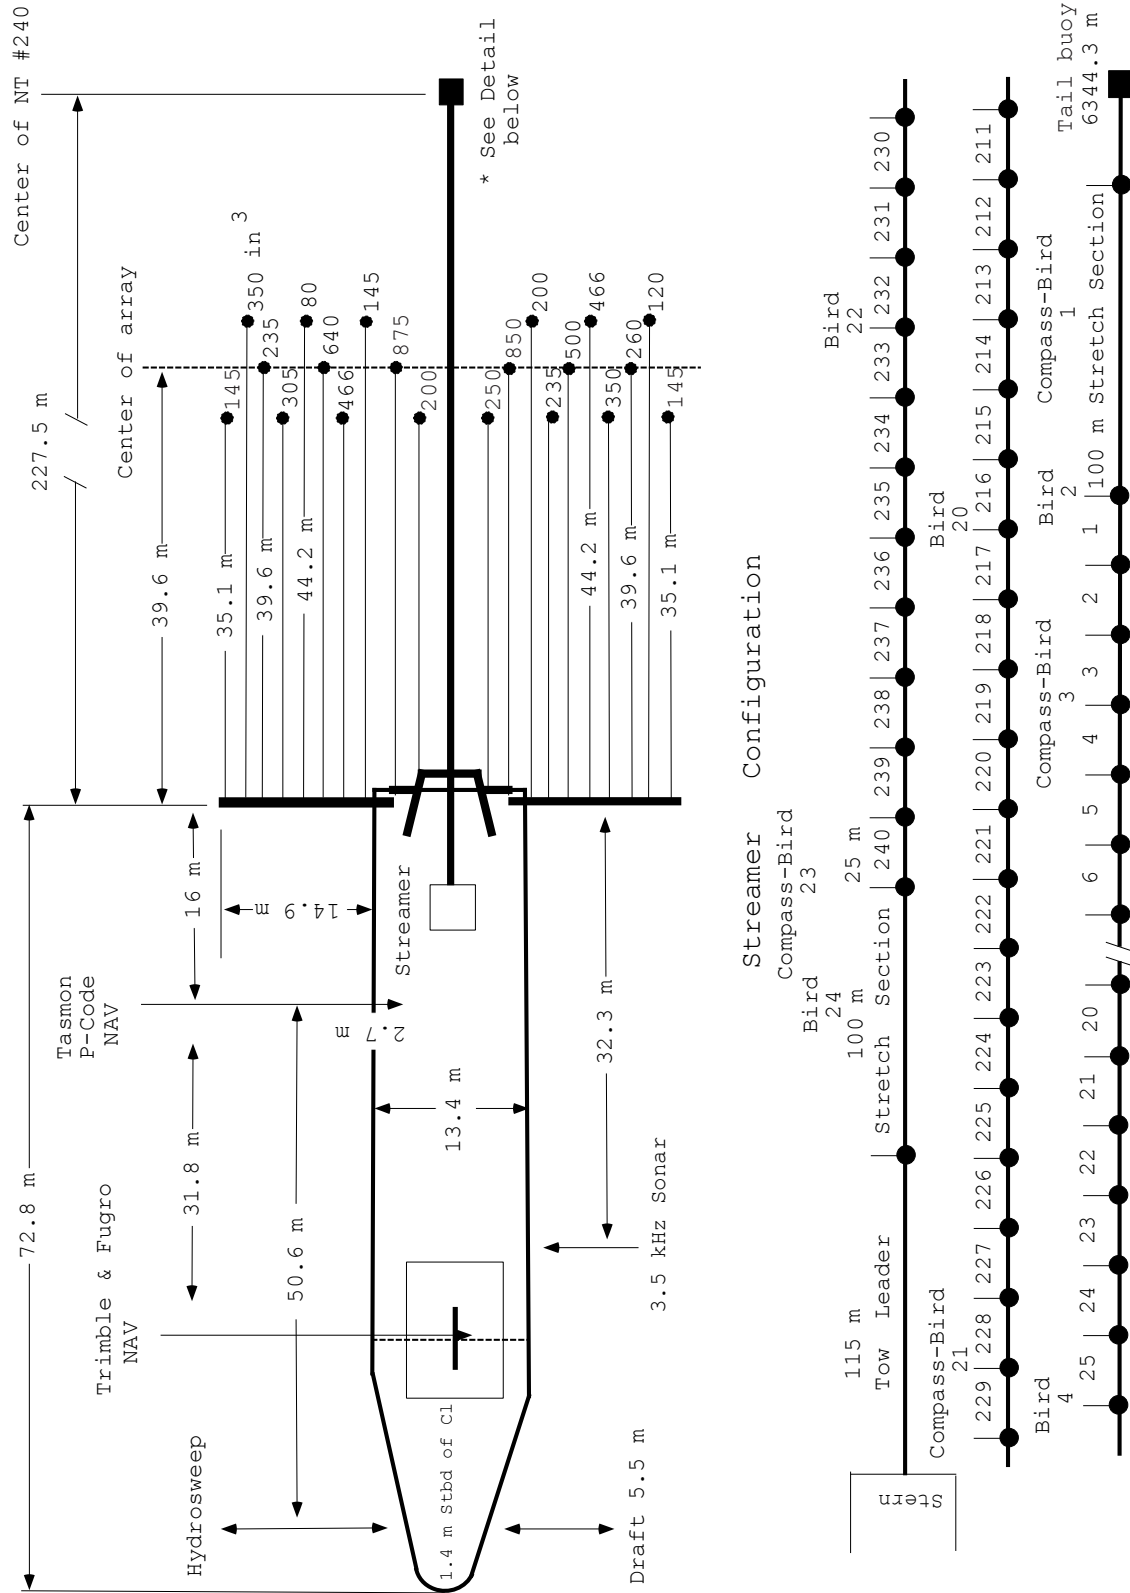 Center of NT #240
227.5 m
72.8 m
Center of array
39.6 m
16 m
31.8 m
50.6 m
Tasmon
P-Code
NAV
Trimble & Fugro
NAV
Hydrosweep
14.9 m
2.7 m
13.4 m
Streamer
32.3 m
3.5 kHz Sonar
1.4 m Stbd of Cl
Draft 5.5 m
* See Detail
below
145
350 in 3
235
305
80
640
466
145
875
200
250
850
200
235
500
466
350
260
120
145
35.1 m
39.6 m
44.2 m
44.2 m
39.6 m
35.1 m
Streamer Configuration
Stern
115 m
Tow Leader
Bird
24
100 m
Stretch Section
Compass-Bird
23
25 m
240
239
238
237
236
235
234
233
232
231
230
Bird
22
Compass-Bird
21
Bird
20
229
228
227
226
225
224
223
222
221
220
219
218
217
216
215
214
213
212
211
Bird
4
Compass-Bird
3
Bird
2
Compass-Bird
1
25
24
23
22
21
20
6
5
4
3
2
1
100 m Stretch Section
Tail buoy
6344.3 m